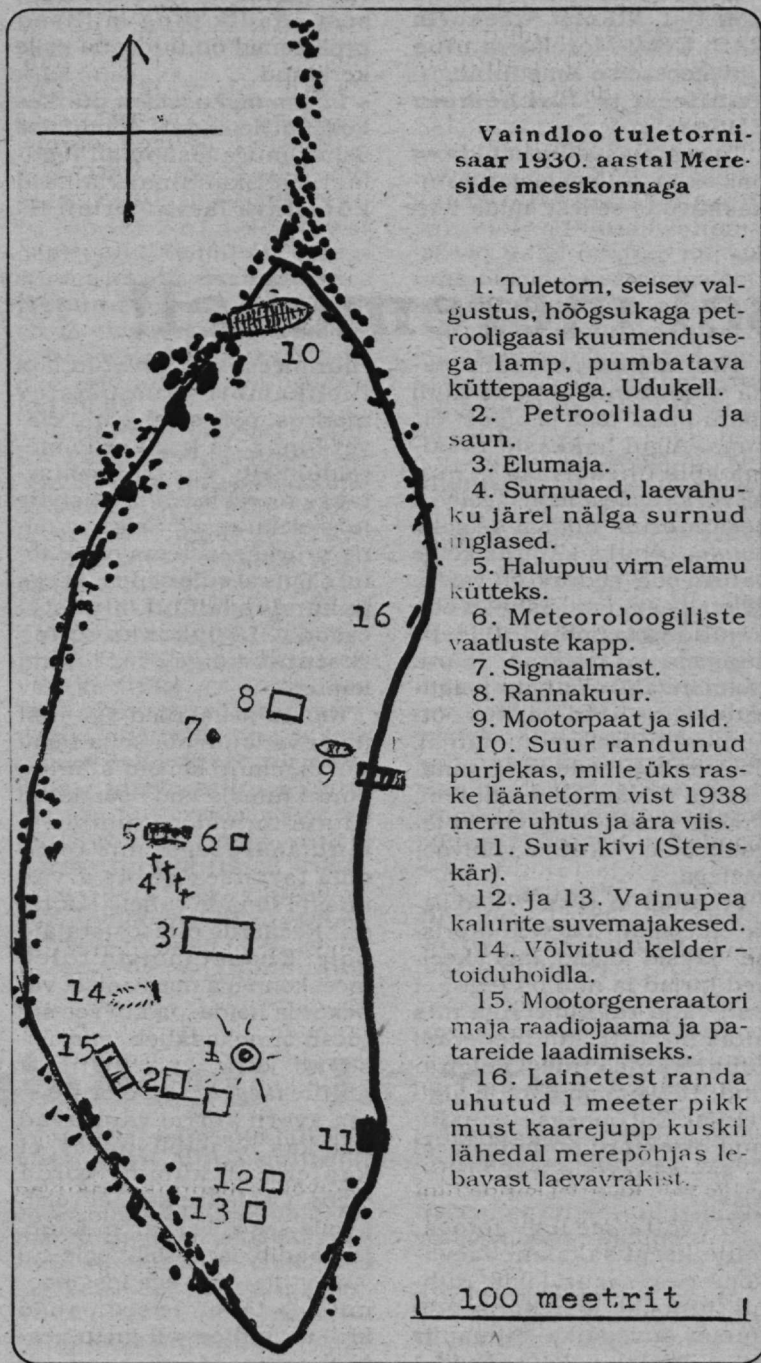 Vaindloo tuletorni-
saar 1930. aastal Mere-
side meeskonnaga
1. Tuletorn, seisev val-
gustus, hõõgsukaga pet-
rooligaasi kuumenduse-
ga lamp, pumbatava
küttepaagiga. Udukell.
2. Petrooliladu ja
saun.
3. Elumaja.
4. Surnuaed, laevahu-
ku järel nälga surnud
inglased.
5. Halupuu virn elamu
kütteks.
6. Meteoroloogiliste
vaatluste kapp.
7. Signaalmast.
8. Rannakuur.
9. Mootorpaat ja sild.
10. Suur randunud
purjekas, mille üks ras-
ke läänetorm vist 1938
merre uhtus ja ära viis.
11. Suur kivi (Stens-
kär).
12. ja 13. Vainupea
kalurite suvemajakesed.
14. Võlvitud kelder –
toiduhoidla.
15. Mootorgeneraatori
maja raadiojaama ja pa-
tareide laadimiseks.
16. Lainetest randa
uhutud 1 meeter pikk
must kaarejupp kuskil
lähedal merepõhjas le-
bavast laevavrakist.
10
16
8
7
9
5
6
4
3
14
15
1
2
11
12
13
100 meetrit